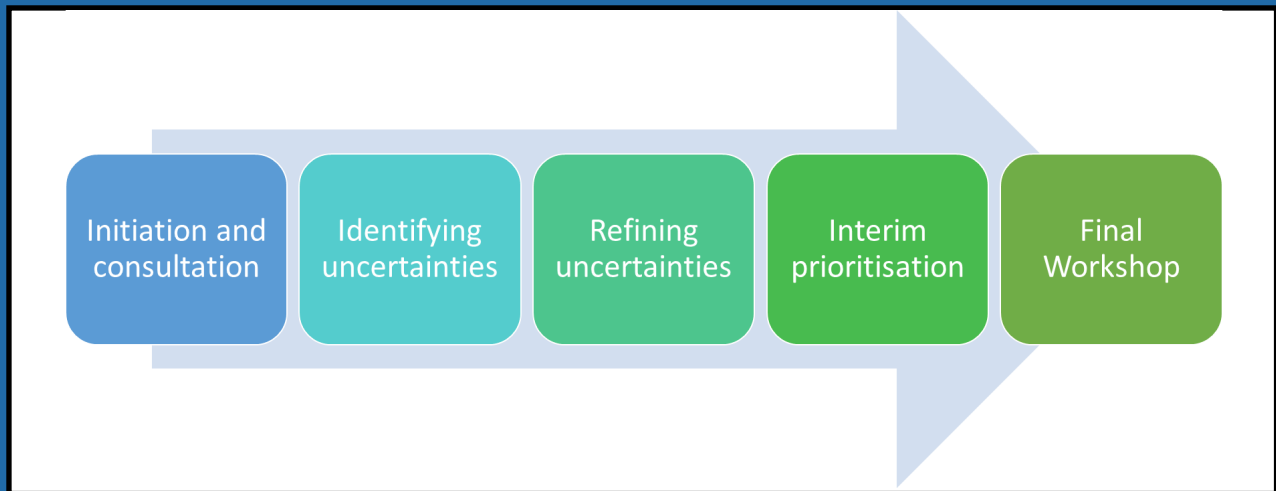 Initiation and
consultation
Identifying
uncertainties
Refining
uncertainties
Interim
prioritisation
Final
Workshop